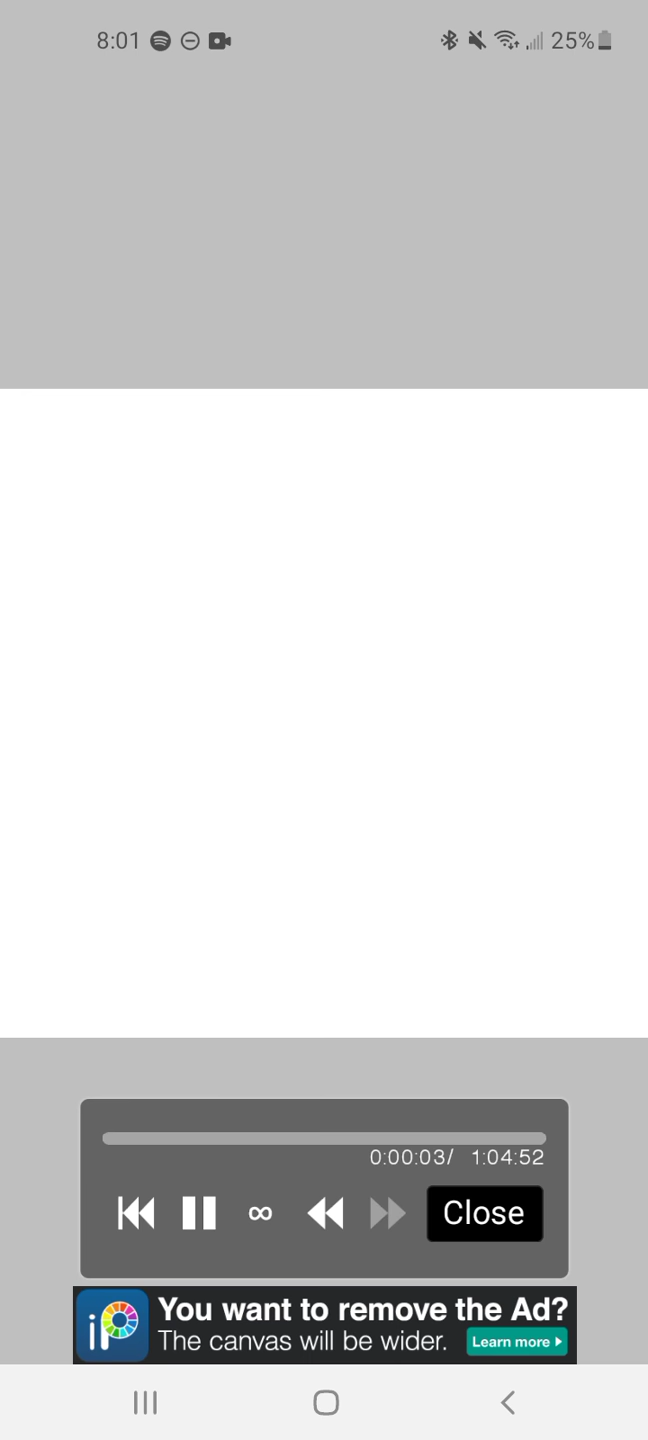 8:01
25%
0:00:03/ 1:04:52
∞
Close
iP
You want to remove the Ad?
The canvas will be wider.
Learn more